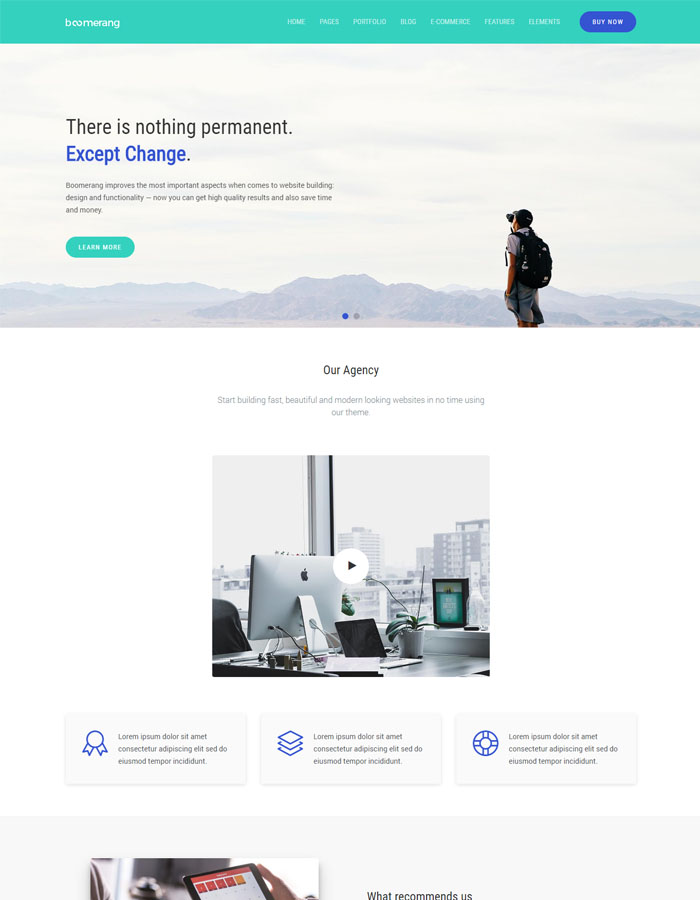 boomerang
HOME PAGES PORTFOLIO BLOG E-COMMERCE FEATURES ELEMENTS BUY NOW
There is nothing permanent.
Except Change.
Boomerang improves the most important aspects when comes to website building:
design and functionality — now you can get high quality results and also save time
and money.
LEARN MORE
Our Agency
Start building fast, beautiful and modern looking websites in no time using
our theme.
Lorem ipsum dolor sit amet
consectetur adipiscing elit sed do
eiusmod tempor incididunt.
Lorem ipsum dolor sit amet
consectetur adipiscing elit sed do
eiusmod tempor incididunt.
Lorem ipsum dolor sit amet
consectetur adipiscing elit sed do
eiusmod tempor incididunt.
What recommends us